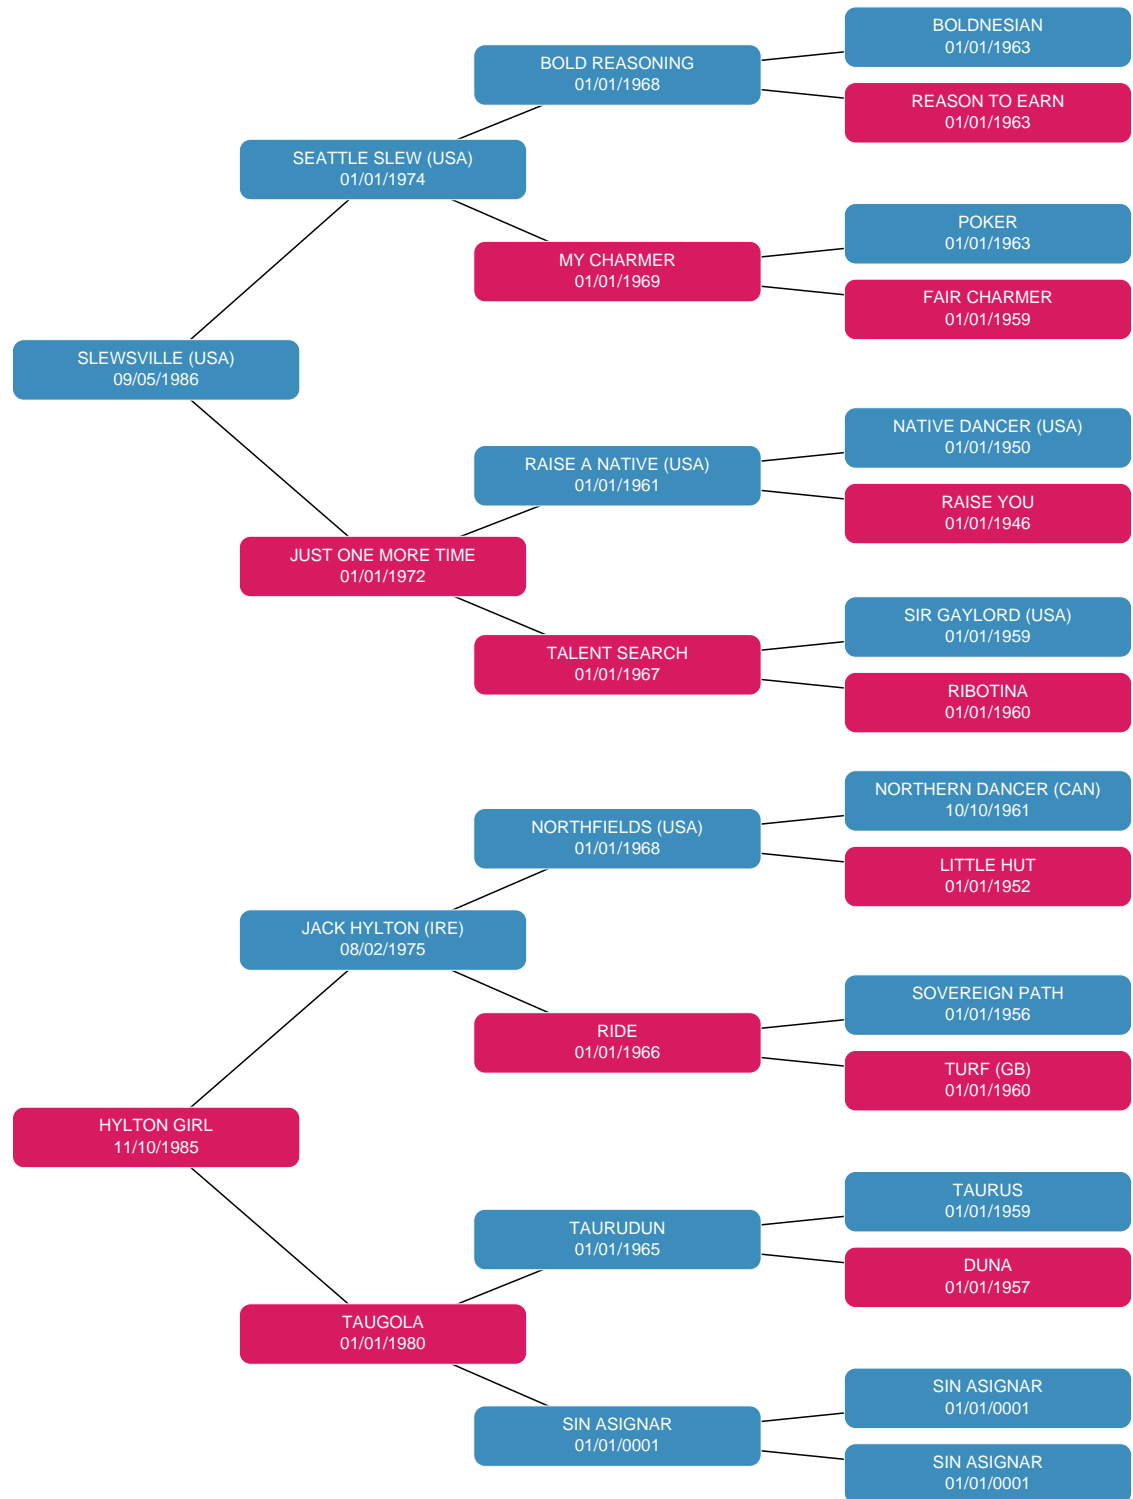 BOLDNESIAN
01/01/1963
BOLD REASONING
01/01/1968
REASON TO EARN
01/01/1963
SEATTLE SLEW (USA)
01/01/1974
POKER
01/01/1963
MY CHARMER
01/01/1969
FAIR CHARMER
01/01/1959
SLEWSVILLE (USA)
09/05/1986
NATIVE DANCER (USA)
01/01/1950
RAISE A NATIVE (USA)
01/01/1961
RAISE YOU
01/01/1946
JUST ONE MORE TIME
01/01/1972
SIR GAYLORD (USA)
01/01/1959
TALENT SEARCH
01/01/1967
RIBOTINA
01/01/1960
NORTHERN DANCER (CAN)
10/10/1961
NORTHFIELDS (USA)
01/01/1968
LITTLE HUT
01/01/1952
JACK HYLTON (IRE)
08/02/1975
SOVEREIGN PATH
01/01/1956
RIDE
01/01/1966
TURF (GB)
01/01/1960
HYLTON GIRL
11/10/1985
TAURUS
01/01/1959
TAURUDUN
01/01/1965
DUNA
01/01/1957
TAUGOLA
01/01/1980
SIN ASIGNAR
01/01/0001
SIN ASIGNAR
01/01/0001
SIN ASIGNAR
01/01/0001